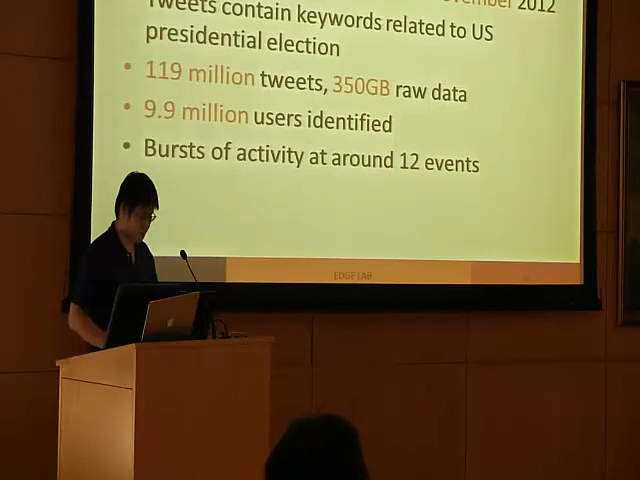 2012
Tweets contain keywords related to US
presidential election
• 119 million tweets, 350GB raw data
• 9.9 million users identified
• Bursts of activity at around 12 events
EDGE LAB